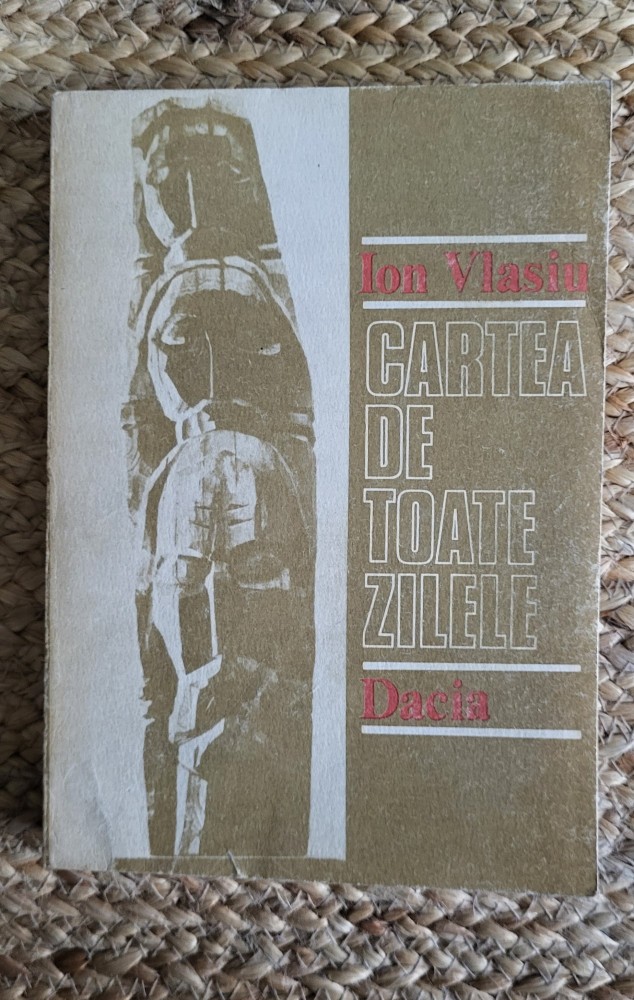 Ion Vlasiu
CARTEA
DE
TOATE
ZILELE
Dacia